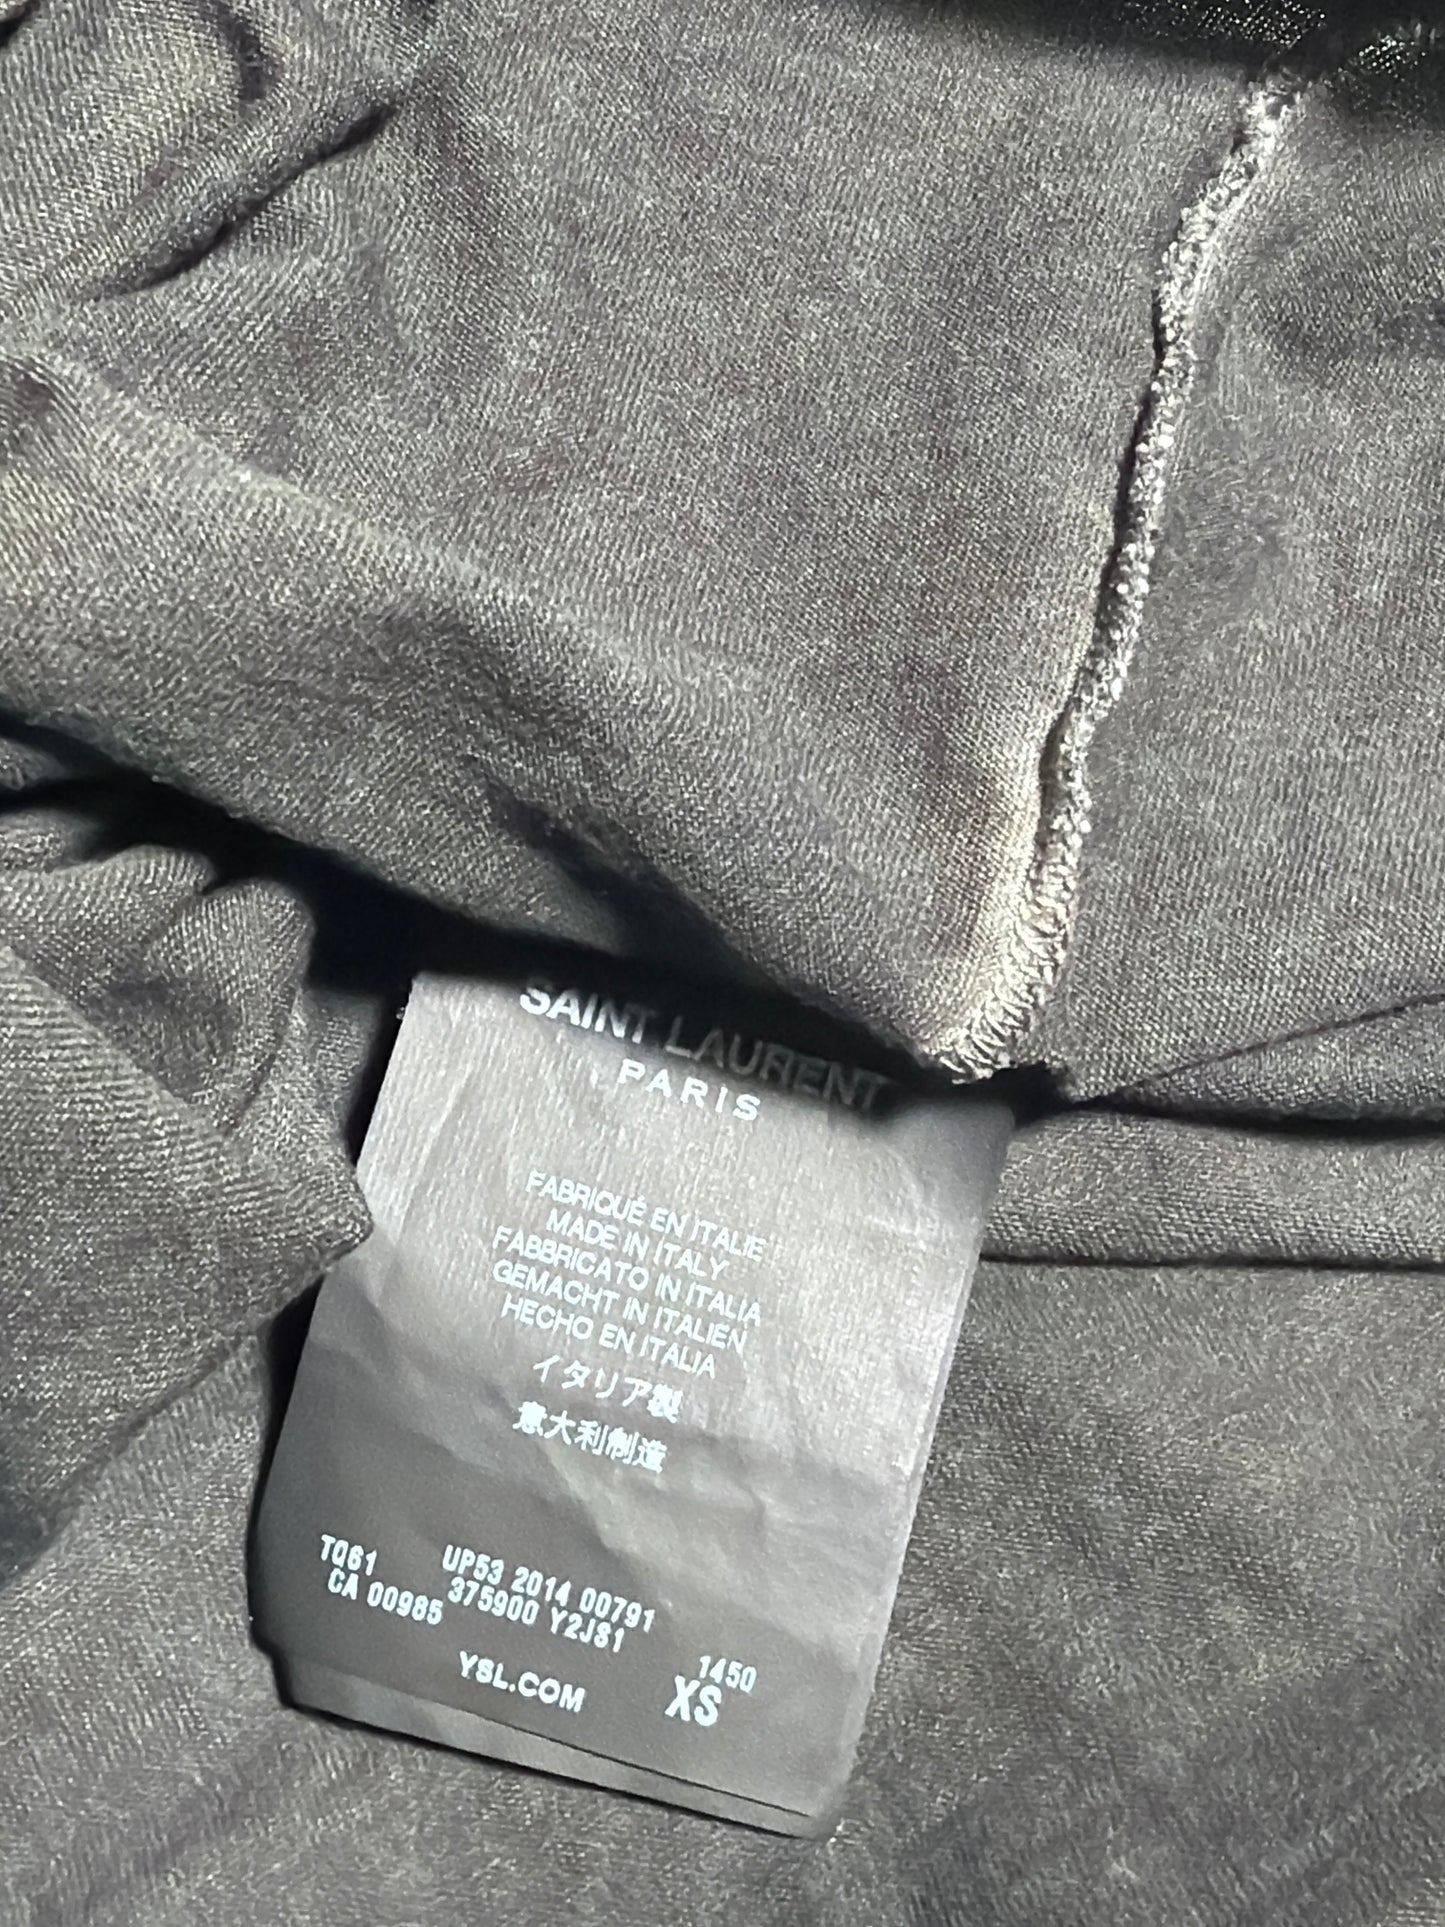 SAINT LAURENT
PARIS
FABRIQUÉ EN ITALIE
MADE IN ITALY
FABBRICATO IN ITALIA
GEMACHT IN ITALIEN
HECHO EN ITALIA
イタリア製
意大利制造
TQ61 UP53 2014 00791
CA 00985 375900 Y2JS1
1450
YSL.COM XS